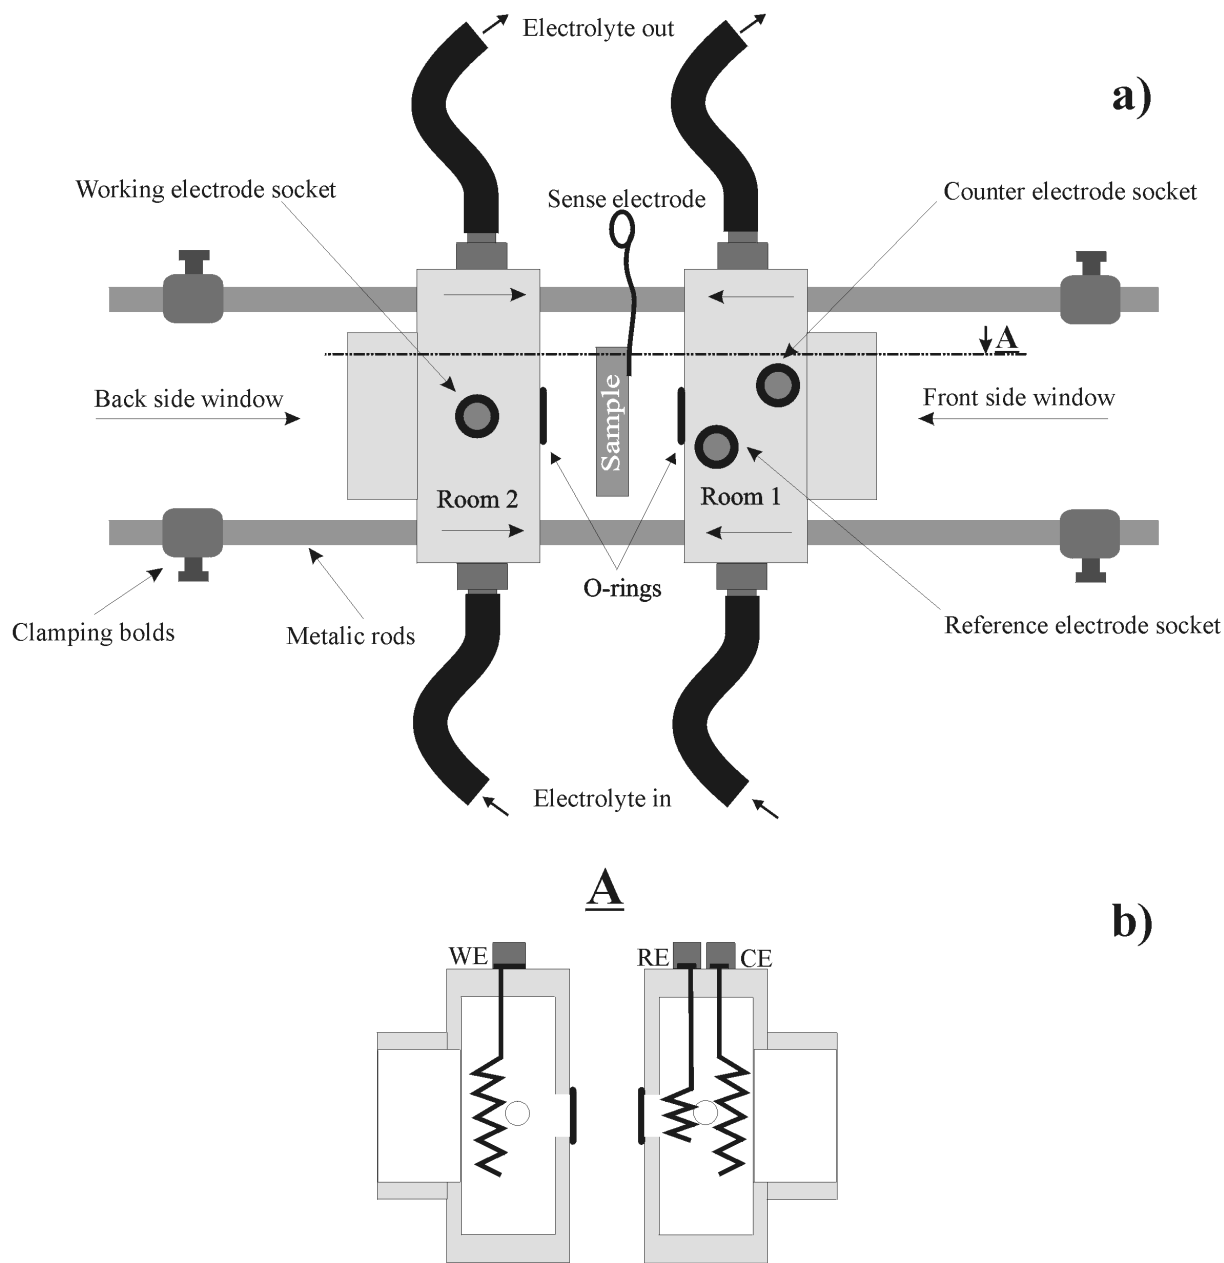 Electrolyte out
a)
Working electrode socket
Sense electrode
Counter electrode socket
A
Back side window
Sample
Front side window
Room 2
Room 1
O-rings
Clamping bolds
Metalic rods
Reference electrode socket
Electrolyte in
A
b)
WE
RE
CE